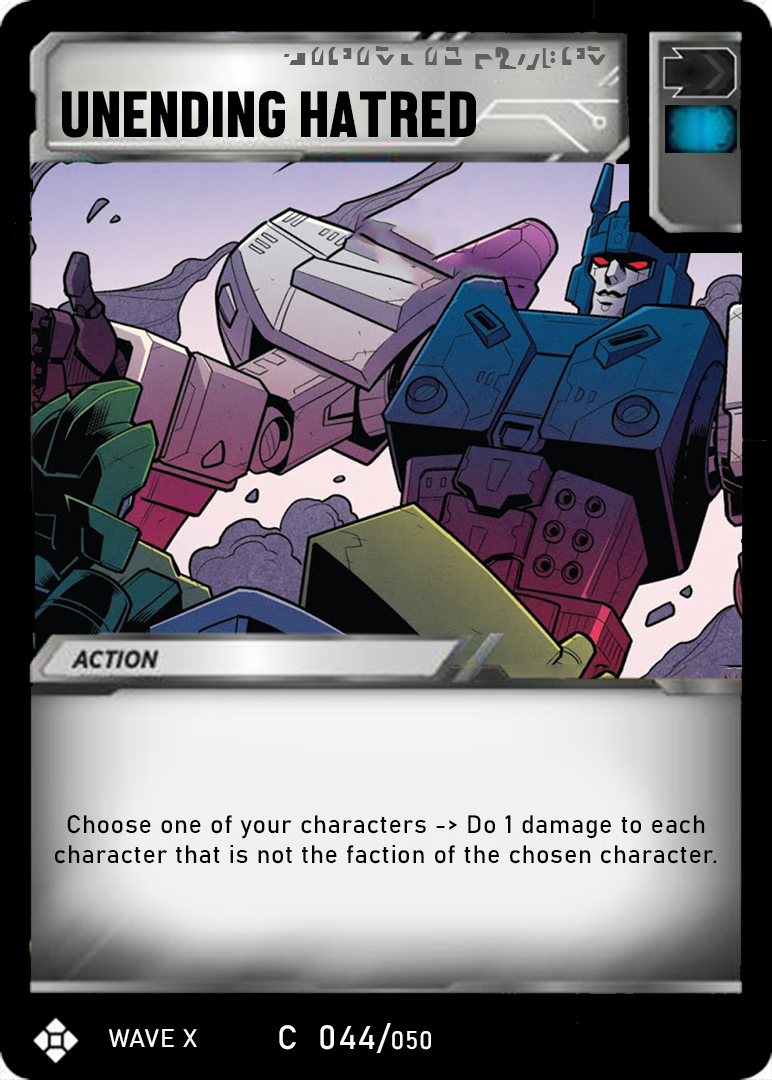 UNENDING HATRED
ACTION
Choose one of your characters -> Do 1 damage to each
character that is not the faction of the chosen character.
WAVE X C 044/050